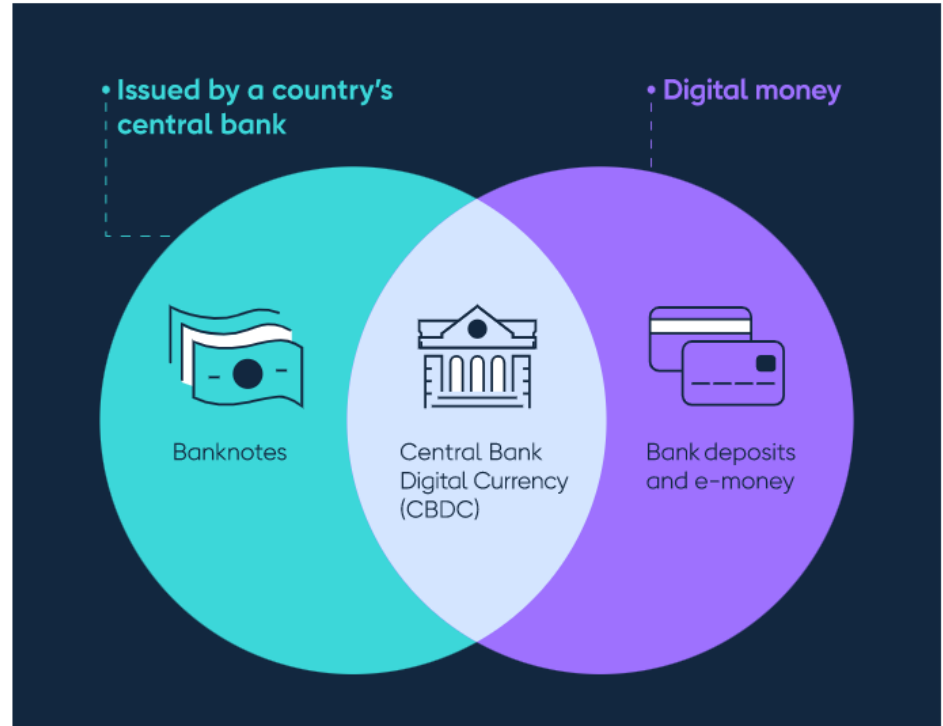 • Issued by a country's
central bank
• Digital money
Banknotes
Central Bank
Digital Currency
(CBDC)
Bank deposits
and e-money